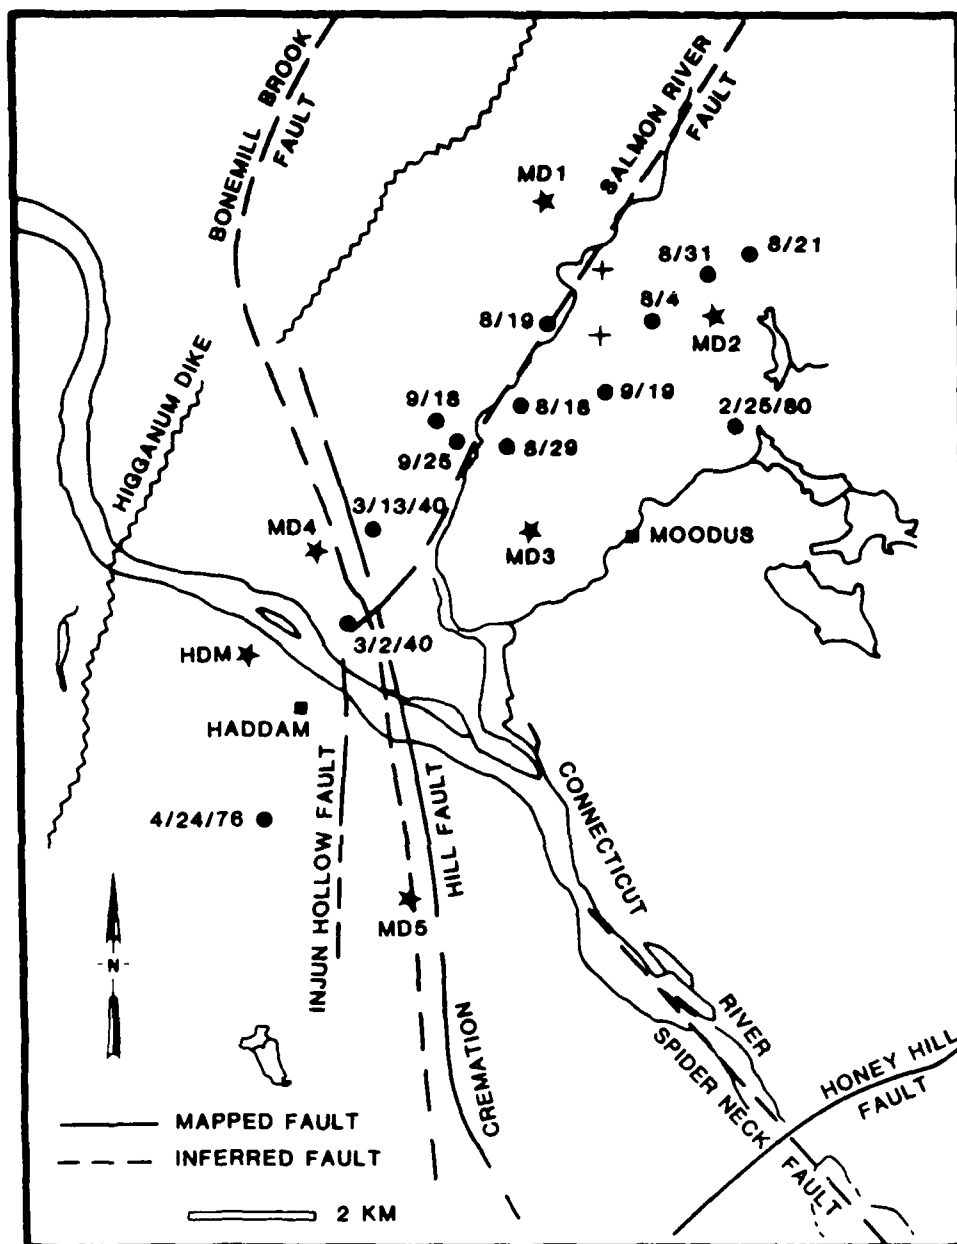 BONEMILL BROOK
FAULT
SALMON RIVER
FAULT
MD1
8/21
8/31
8/4
8/19
MD2
HIGGANUM DIKE
9/18
8/18
9/19
2/25/80
9/25
8/29
3/13/40
MD4
MD3
MOODUS
3/2/40
HDM
HADDAM
INJUN HOLLOW FAULT
HILL FAULT
CONNECTICUT
4/24/76
MD5
N
CREMATION
RIVER
SPIDER NECK
FAULT
HONEY HILL
FAULT
MAPPED FAULT
INFERRED FAULT
2 KM